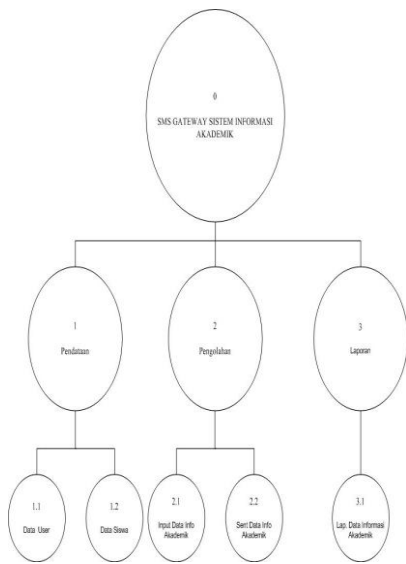 0
SMS GATEWAY SISTEM INFORMASI
AKADEMIK
1
Pendataan
2
Pengolahan
3
Laporan
1.1
Data User
1.2
Data Siswa
2.1
Input Data Info
Akademik
2.2
Sent Data Info
Akademik
3.1
Lap. Data Informasi
Akademik